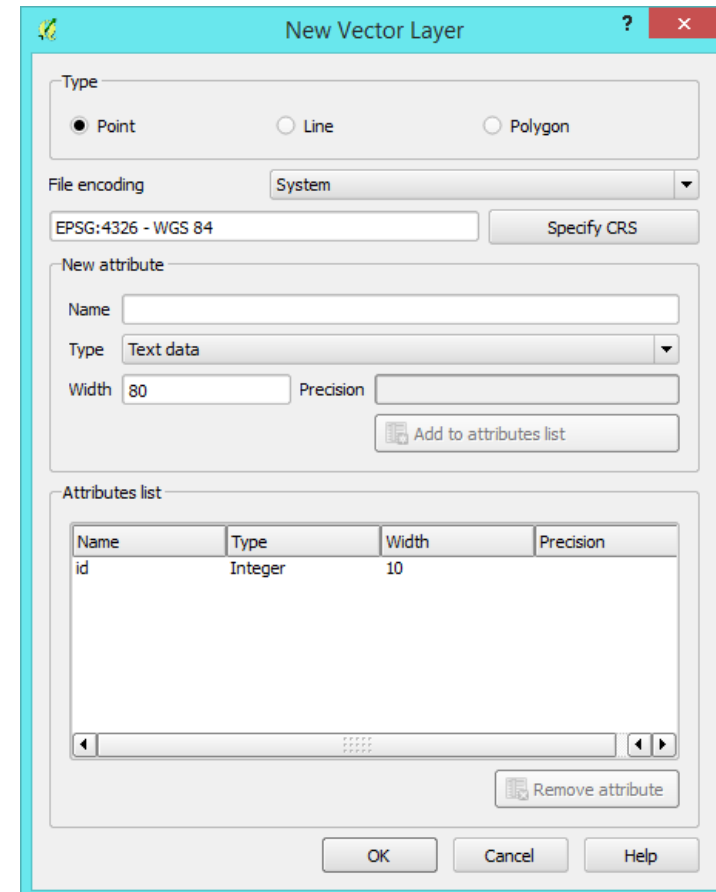 New Vector Layer ? ×
Type
Point Line Polygon
File encoding System
EPSG:4326 - WGS 84 Specify CRS
New attribute
Name
Type Text data
Width 80 Precision
Add to attributes list
Attributes list
Name Type Width Precision
id Integer 10
Remove attribute
OK Cancel Help